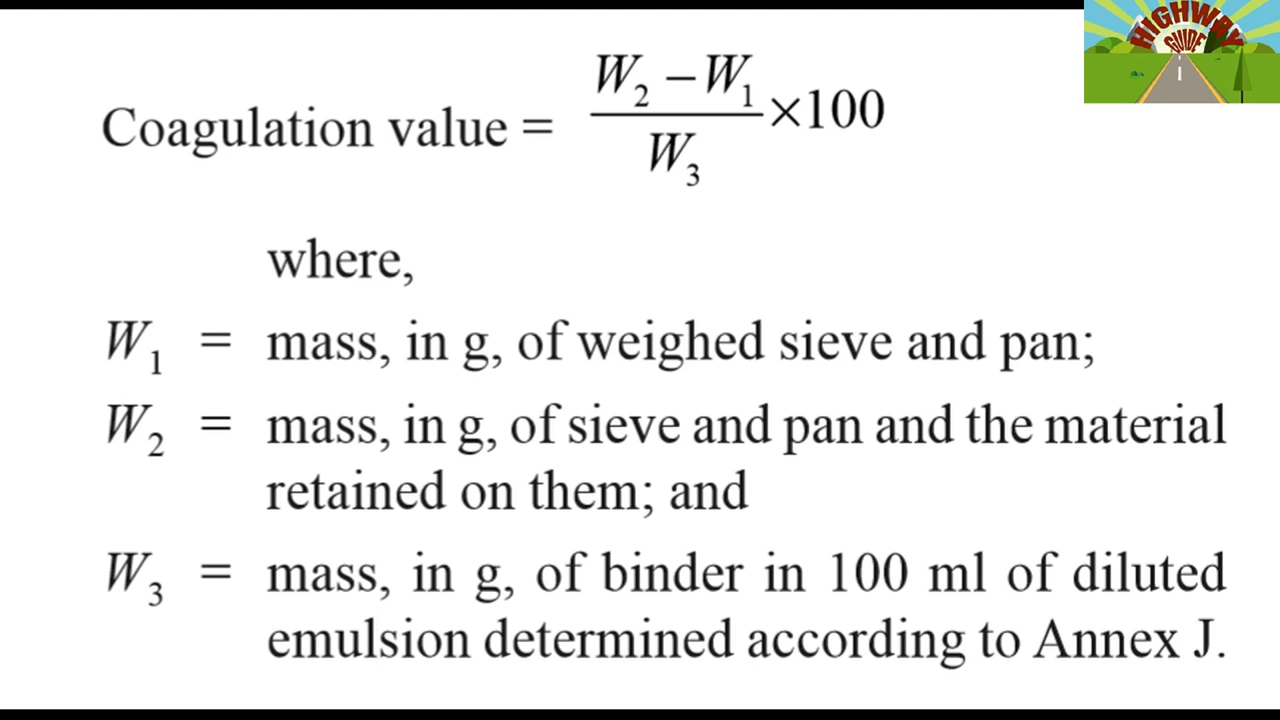 HIGHWAY
GUIDE
Coagulation value = W₂ – W₁ / W₃ ×100
where,
W₁ = mass, in g, of weighed sieve and pan;
W₂ = mass, in g, of sieve and pan and the material
retained on them; and
W₃ = mass, in g, of binder in 100 ml of diluted
emulsion determined according to Annex J.